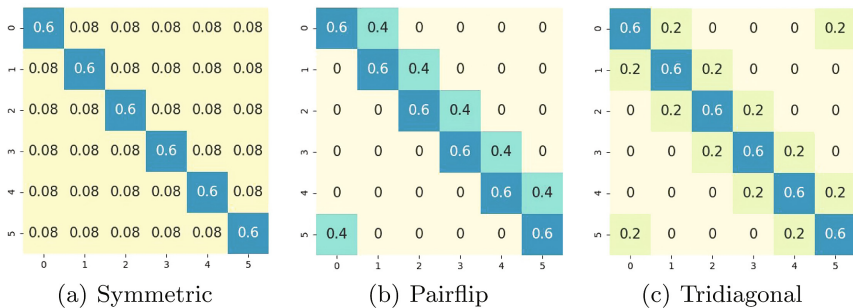 0 0.6 0.08 0.08 0.08 0.08 0.08
1 0.08 0.6 0.08 0.08 0.08 0.08
2 0.08 0.08 0.6 0.08 0.08 0.08
3 0.08 0.08 0.08 0.6 0.08 0.08
4 0.08 0.08 0.08 0.08 0.6 0.08
5 0.08 0.08 0.08 0.08 0.08 0.6
0 1 2 3 4 5
(a) Symmetric
0 0.6 0.4 0 0 0 0
1 0 0.6 0.4 0 0 0
2 0 0 0.6 0.4 0 0
3 0 0 0 0.6 0.4 0
4 0 0 0 0 0.6 0.4
5 0.4 0 0 0 0 0.6
0 1 2 3 4 5
(b) Pairflip
0 0.6 0.2 0 0 0 0.2
1 0.2 0.6 0.2 0 0 0
2 0 0.2 0.6 0.2 0 0
3 0 0 0.2 0.6 0.2 0
4 0 0 0 0.2 0.6 0.2
5 0.2 0 0 0 0.2 0.6
0 1 2 3 4 5
(c) Tridiagonal